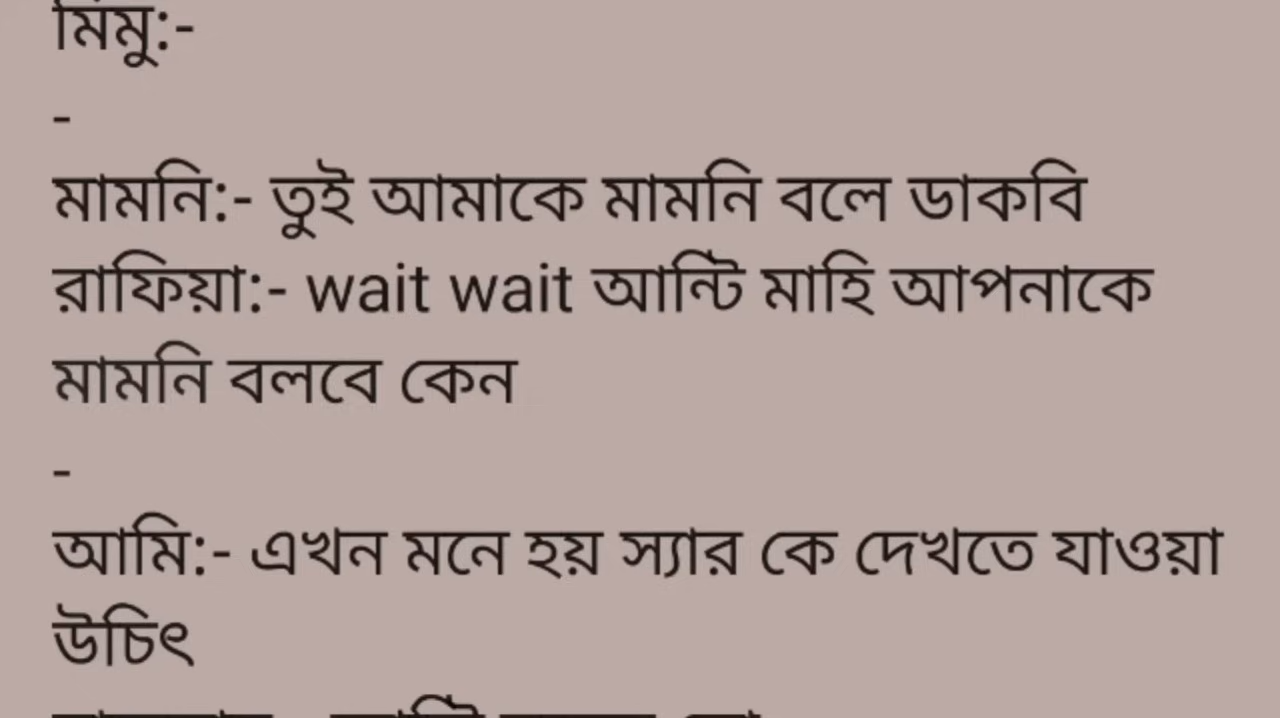 মিমু:-
-
মামনি:- তুই আমাকে মামনি বলে ডাকবি
রাফিয়া:- wait wait আন্টি মাহি আপনাকে
মামনি বলবে কেন
-
আমি:- এখন মনে হয় স্যার কে দেখতে যাওয়া
উচিৎ